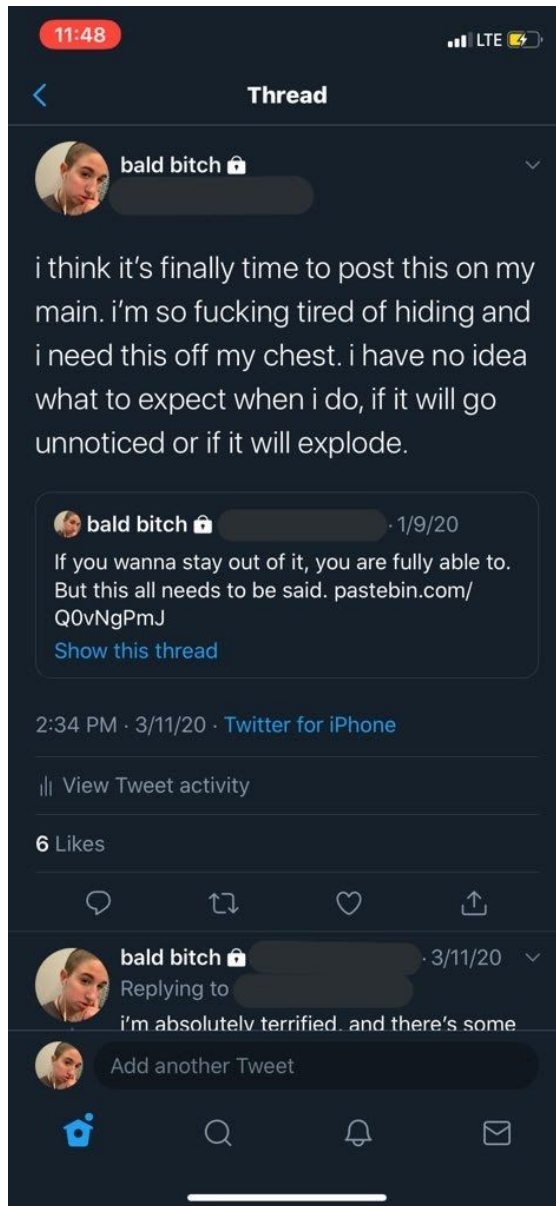 11:48
LTE
Thread
bald bitch
i think it’s finally time to post this on my
main. i’m so fucking tired of hiding and
i need this off my chest. i have no idea
what to expect when i do, if it will go
unnoticed or if it will explode.
bald bitch · 1/9/20
If you wanna stay out of it, you are fully able to.
But this all needs to be said. pastebin.com/
Q0vNgPmJ
Show this thread
2:34 PM · 3/11/20 · Twitter for iPhone
View Tweet activity
6 Likes
bald bitch · 3/11/20
Replying to
i’m absolutely terrified. and there’s some
Add another Tweet